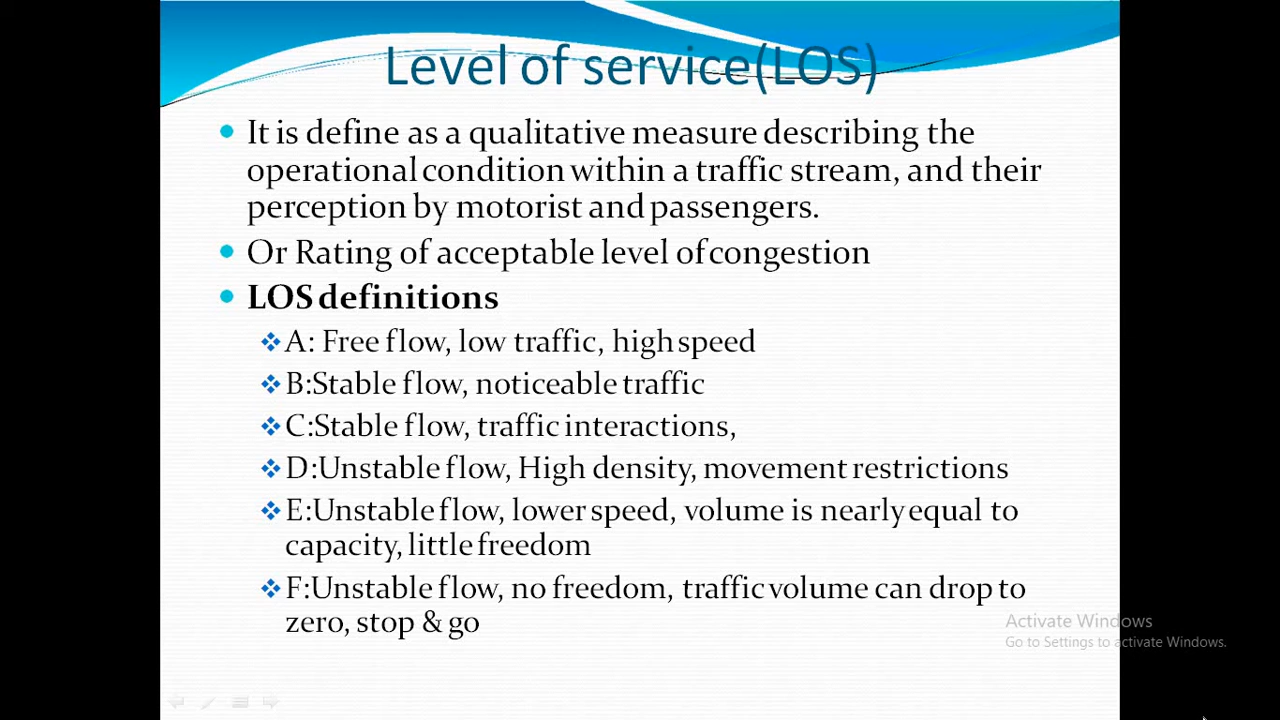 Level of service(LOS)
It is define as a qualitative measure describing the
operational condition within a traffic stream, and their
perception by motorist and passengers.
Or Rating of acceptable level of congestion
LOS definitions
A: Free flow, low traffic, high speed
B:Stable flow, noticeable traffic
C:Stable flow, traffic interactions,
D:Unstable flow, High density, movement restrictions
E:Unstable flow, lower speed, volume is nearly equal to
capacity, little freedom
F:Unstable flow, no freedom, traffic volume can drop to
zero, stop & go
Activate Windows
Go to Settings to activate Windows.